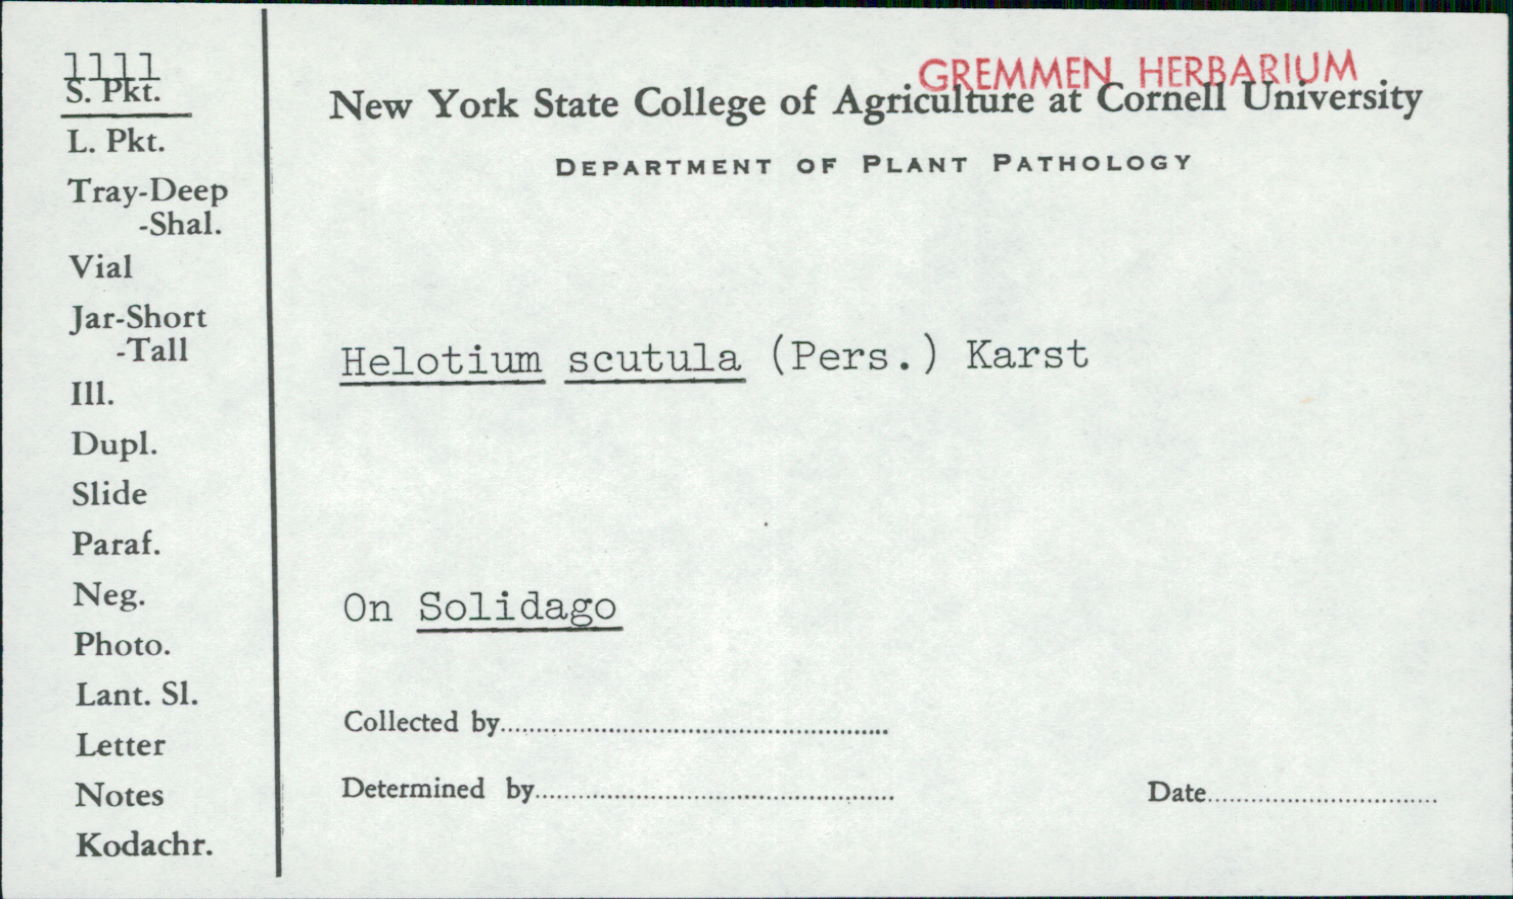 1111
S. Pkt.
L. Pkt.
Tray-Deep
-Shal.
Vial
Jar-Short
-Tall
Ill.
Dupl.
Slide
Paraf.
Neg.
Photo.
Lant. Sl.
Letter
Notes
Kodachr.
GREMMEN HERBARIUM
New York State College of Agriculture at Cornell University
DEPARTMENT OF PLANT PATHOLOGY
Helotium scutula (Pers.) Karst
On Solidago
Collected by
Determined by
Date